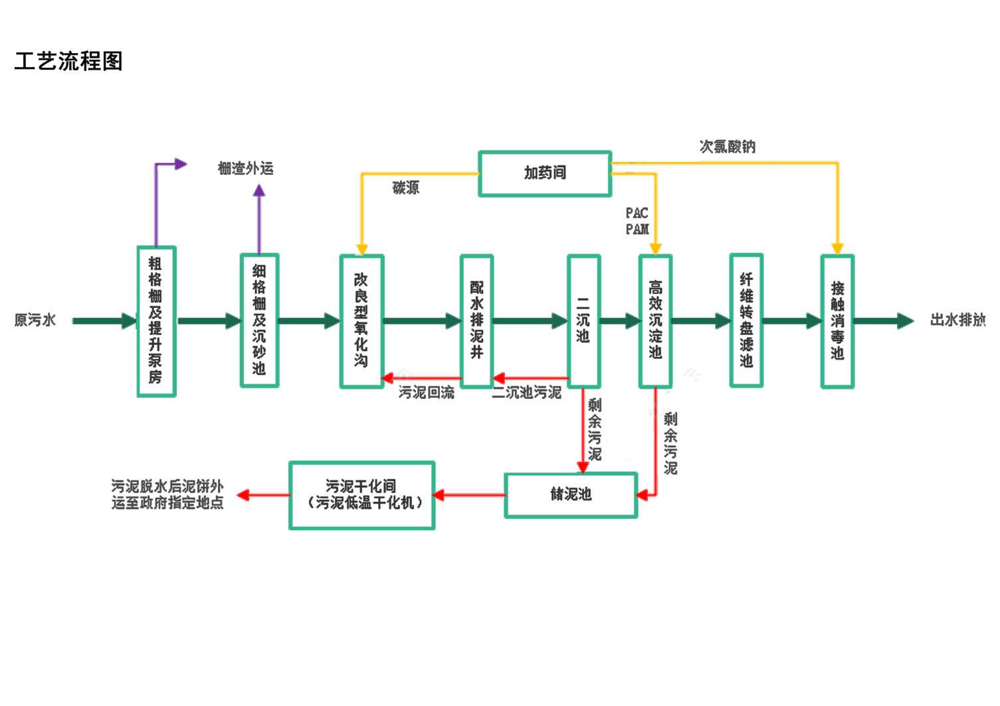 工艺流程图
次氯酸钠
栅渣外运
加药间
碳源
PAC
PAM
粗格栅及提升泵房
细格栅及沉砂池
改良型氧化沟
配水排泥井
二沉池
高效沉淀池
纤维转盘滤池
接触消毒池
原污水
出水排放
污泥回流
二沉池污泥
剩余污泥
剩余污泥
污泥脱水后泥饼外
运至政府指定地点
污泥干化间
（污泥低温干化机）
储泥池